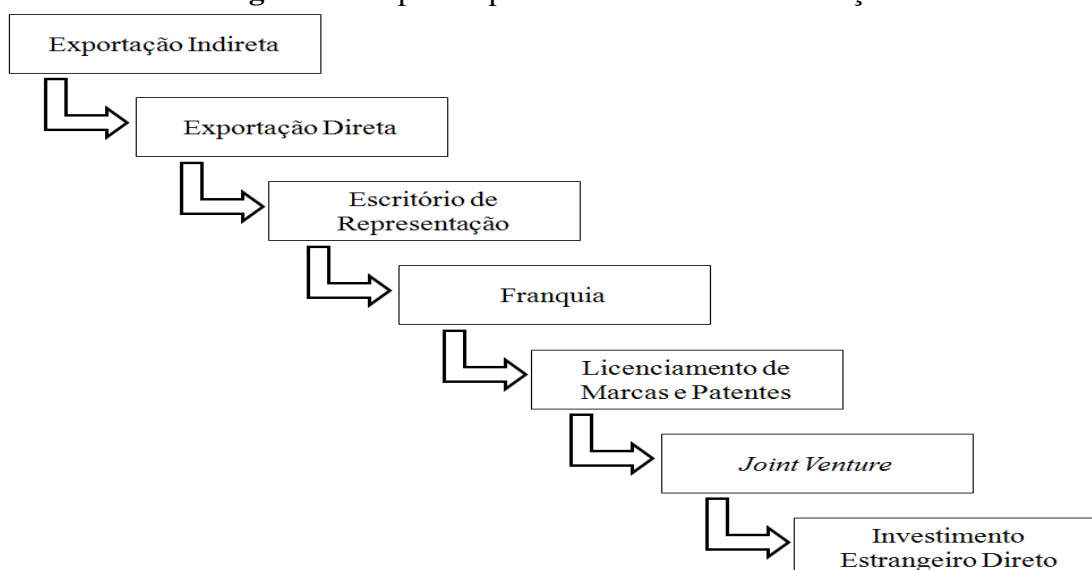 Exportação Indireta
Exportação Direta
Escritório de
Representação
Franquia
Licenciamento de
Marcas e Patentes
Joint Venture
Investimento
Estrangeiro Direto